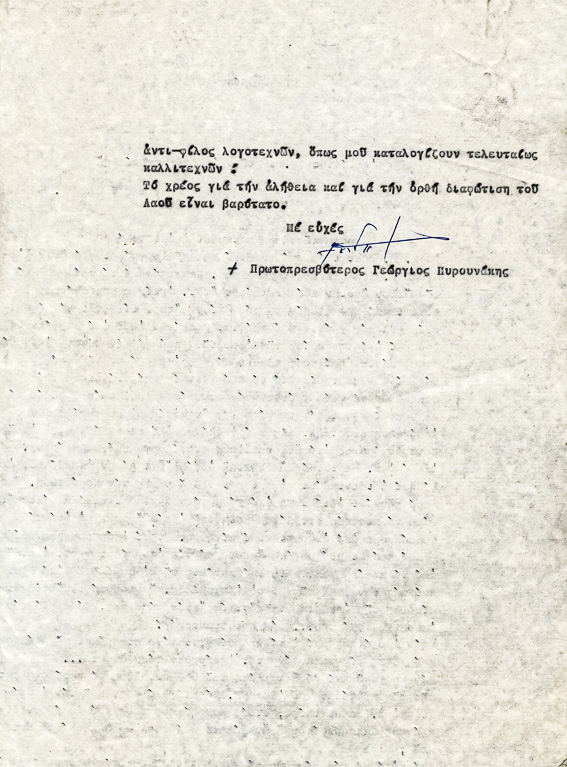 ἀντι-φίλος λογοτεχνῶν, ὅπως μοῦ καταλογίζουν τελευταίως
καλλιτεχνῶν ;
Τό χρέος γιά τήν ἀλήθεια καί γιά τήν ὀρθή διαφώτιση τοῦ
Λαοῦ εἶναι βαρύτατο.
Μέ εὐχές
+ Πρωτοπρεσβύτερος Γεώργιος Πυρουνάκης